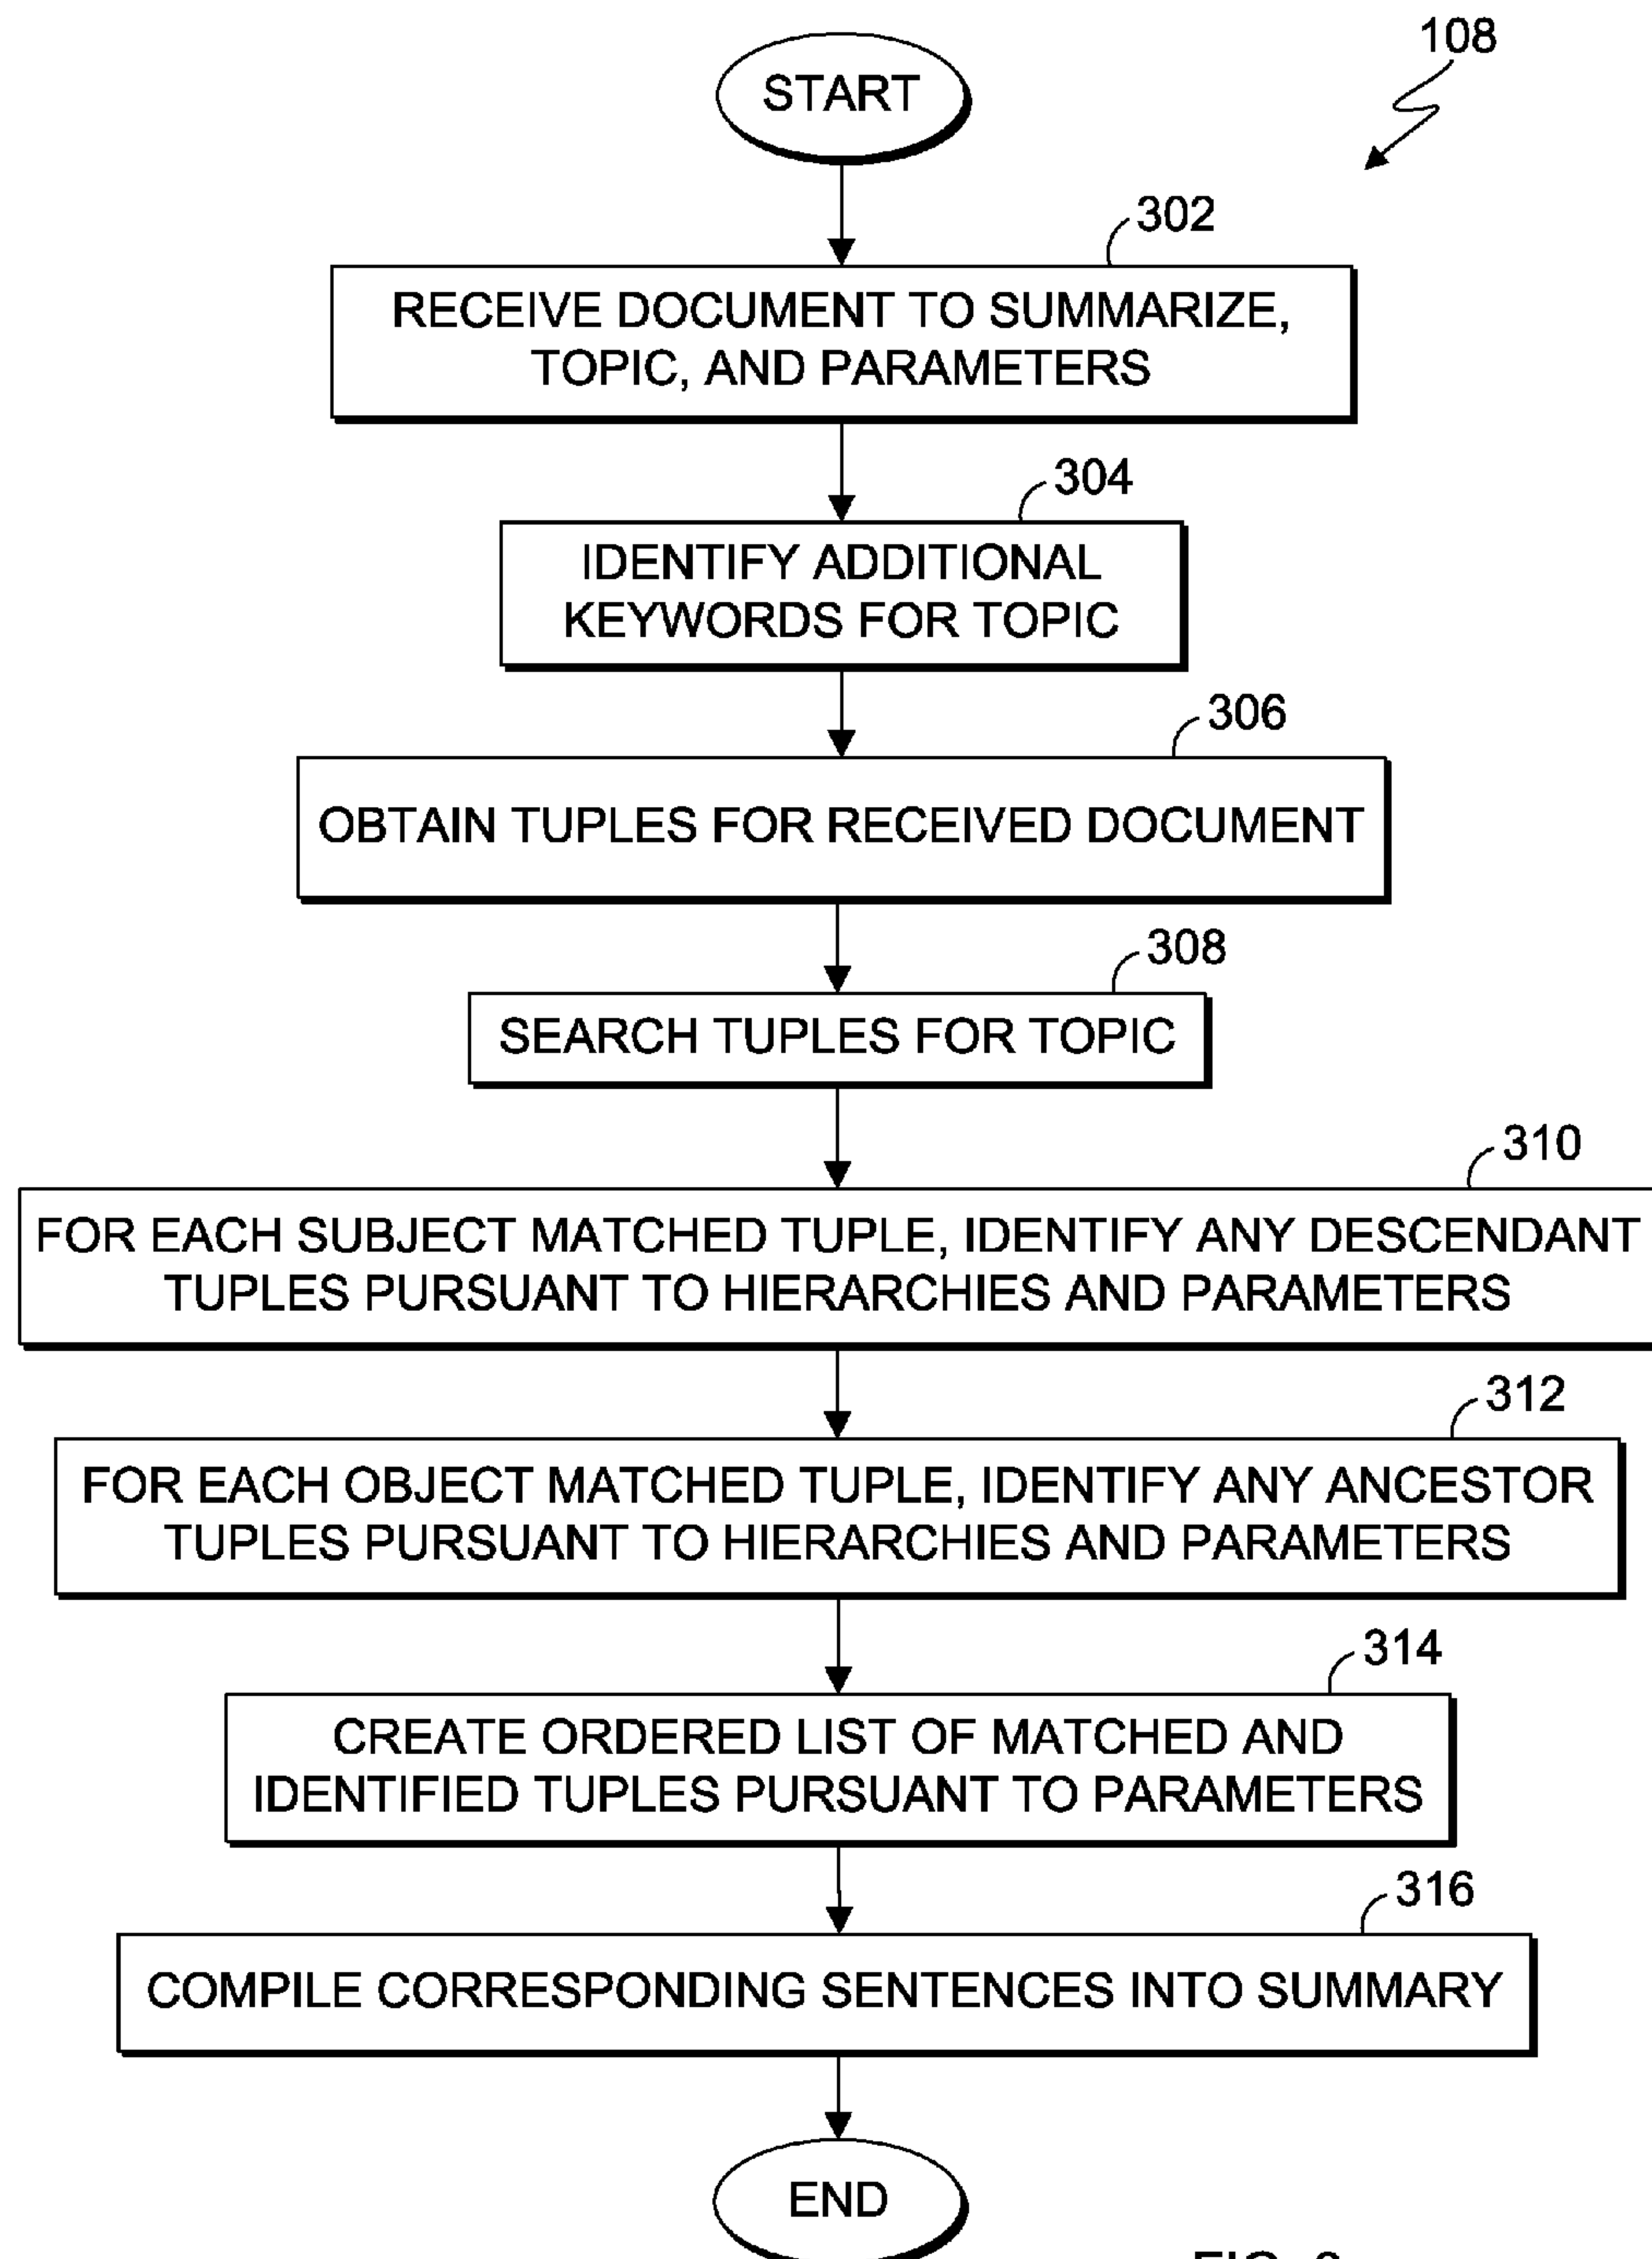 108
START
302
RECEIVE DOCUMENT TO SUMMARIZE,
TOPIC, AND PARAMETERS
304
IDENTIFY ADDITIONAL
KEYWORDS FOR TOPIC
306
OBTAIN TUPLES FOR RECEIVED DOCUMENT
308
SEARCH TUPLES FOR TOPIC
310
FOR EACH SUBJECT MATCHED TUPLE, IDENTIFY ANY DESCENDANT
TUPLES PURSUANT TO HIERARCHIES AND PARAMETERS
312
FOR EACH OBJECT MATCHED TUPLE, IDENTIFY ANY ANCESTOR
TUPLES PURSUANT TO HIERARCHIES AND PARAMETERS
314
CREATE ORDERED LIST OF MATCHED AND
IDENTIFIED TUPLES PURSUANT TO PARAMETERS
316
COMPILE CORRESPONDING SENTENCES INTO SUMMARY
END